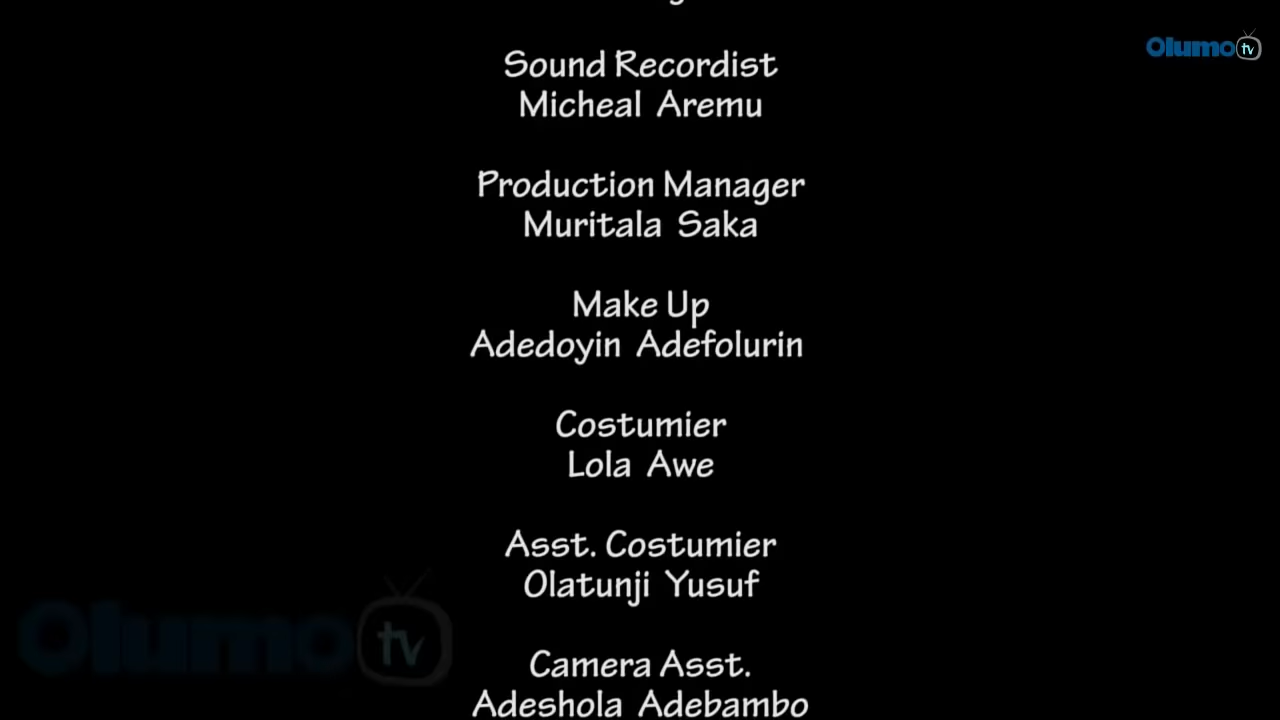 Olumo tv
Sound Recordist
Micheal Aremu
Production Manager
Muritala Saka
Make Up
Adedoyin Adefolurin
Costumier
Lola Awe
Asst. Costumier
Olatunji Yusuf
Olumo tv
Camera Asst.
Adeshola Adebambo